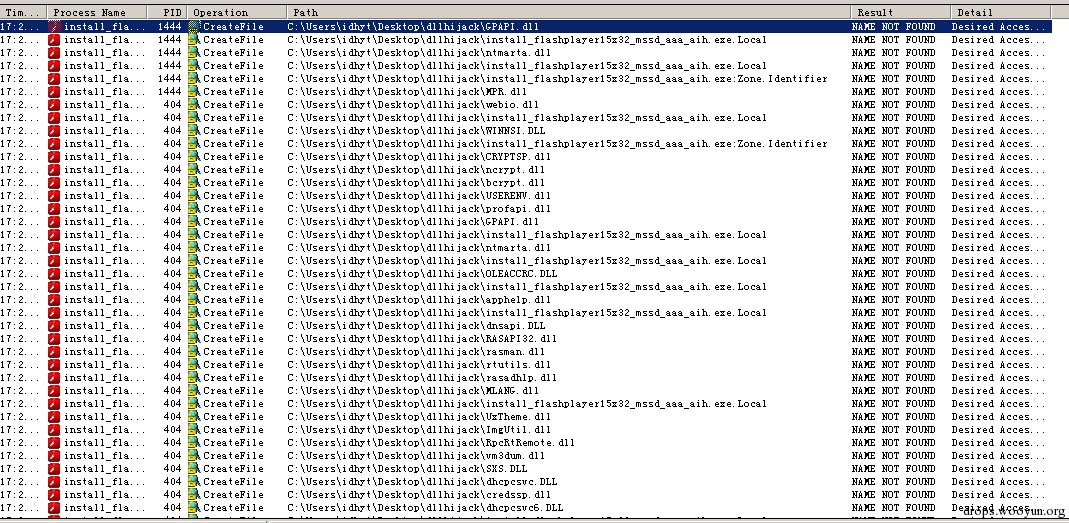 Tim... Process Name PID Operation Path Result Detail
17:2... install_fla... 1444 CreateFile C:\Users\idhyt\Desktop\dllhijack\GPAPI.dll NAME NOT FOUND Desired Acces...
17:2... install_fla... 1444 CreateFile C:\Users\idhyt\Desktop\dllhijack\install_flashplayer15x32_mssd_aaa_aih.exe.Local NAME NOT FOUND Desired Acces...
17:2... install_fla... 1444 CreateFile C:\Users\idhyt\Desktop\dllhijack\ntmarta.dll NAME NOT FOUND Desired Acces...
17:2... install_fla... 1444 CreateFile C:\Users\idhyt\Desktop\dllhijack\install_flashplayer15x32_mssd_aaa_aih.exe.Local NAME NOT FOUND Desired Acces...
17:2... install_fla... 1444 CreateFile C:\Users\idhyt\Desktop\dllhijack\install_flashplayer15x32_mssd_aaa_aih.exe:Zone.Identifier NAME NOT FOUND Desired Acces...
17:2... install_fla... 1444 CreateFile C:\Users\idhyt\Desktop\dllhijack\MPR.dll NAME NOT FOUND Desired Acces...
17:2... install_fla... 404 CreateFile C:\Users\idhyt\Desktop\dllhijack\webio.dll NAME NOT FOUND Desired Acces...
17:2... install_fla... 404 CreateFile C:\Users\idhyt\Desktop\dllhijack\install_flashplayer15x32_mssd_aaa_aih.exe.Local NAME NOT FOUND Desired Acces...
17:2... install_fla... 404 CreateFile C:\Users\idhyt\Desktop\dllhijack\WINNSI.DLL NAME NOT FOUND Desired Acces...
17:2... install_fla... 404 CreateFile C:\Users\idhyt\Desktop\dllhijack\install_flashplayer15x32_mssd_aaa_aih.exe:Zone.Identifier NAME NOT FOUND Desired Acces...
17:2... install_fla... 404 CreateFile C:\Users\idhyt\Desktop\dllhijack\CRYPTSP.dll NAME NOT FOUND Desired Acces...
17:2... install_fla... 404 CreateFile C:\Users\idhyt\Desktop\dllhijack\ncrypt.dll NAME NOT FOUND Desired Acces...
17:2... install_fla... 404 CreateFile C:\Users\idhyt\Desktop\dllhijack\bcrypt.dll NAME NOT FOUND Desired Acces...
17:2... install_fla... 404 CreateFile C:\Users\idhyt\Desktop\dllhijack\USERENV.dll NAME NOT FOUND Desired Acces...
17:2... install_fla... 404 CreateFile C:\Users\idhyt\Desktop\dllhijack\profapi.dll NAME NOT FOUND Desired Acces...
17:2... install_fla... 404 CreateFile C:\Users\idhyt\Desktop\dllhijack\GPAPI.dll NAME NOT FOUND Desired Acces...
17:2... install_fla... 404 CreateFile C:\Users\idhyt\Desktop\dllhijack\install_flashplayer15x32_mssd_aaa_aih.exe.Local NAME NOT FOUND Desired Acces...
17:2... install_fla... 404 CreateFile C:\Users\idhyt\Desktop\dllhijack\ntmarta.dll NAME NOT FOUND Desired Acces...
17:2... install_fla... 404 CreateFile C:\Users\idhyt\Desktop\dllhijack\install_flashplayer15x32_mssd_aaa_aih.exe.Local NAME NOT FOUND Desired Acces...
17:2... install_fla... 404 CreateFile C:\Users\idhyt\Desktop\dllhijack\OLEACCRC.DLL NAME NOT FOUND Desired Acces...
17:2... install_fla... 404 CreateFile C:\Users\idhyt\Desktop\dllhijack\install_flashplayer15x32_mssd_aaa_aih.exe.Local NAME NOT FOUND Desired Acces...
17:2... install_fla... 404 CreateFile C:\Users\idhyt\Desktop\dllhijack\apphelp.dll NAME NOT FOUND Desired Acces...
17:2... install_fla... 404 CreateFile C:\Users\idhyt\Desktop\dllhijack\install_flashplayer15x32_mssd_aaa_aih.exe.Local NAME NOT FOUND Desired Acces...
17:2... install_fla... 404 CreateFile C:\Users\idhyt\Desktop\dllhijack\dnsapi.DLL NAME NOT FOUND Desired Acces...
17:2... install_fla... 404 CreateFile C:\Users\idhyt\Desktop\dllhijack\RASAPI32.dll NAME NOT FOUND Desired Acces...
17:2... install_fla... 404 CreateFile C:\Users\idhyt\Desktop\dllhijack\rasman.dll NAME NOT FOUND Desired Acces...
17:2... install_fla... 404 CreateFile C:\Users\idhyt\Desktop\dllhijack\rtutils.dll NAME NOT FOUND Desired Acces...
17:2... install_fla... 404 CreateFile C:\Users\idhyt\Desktop\dllhijack\rasadhlp.dll NAME NOT FOUND Desired Acces...
17:2... install_fla... 404 CreateFile C:\Users\idhyt\Desktop\dllhijack\MLANG.dll NAME NOT FOUND Desired Acces...
17:2... install_fla... 404 CreateFile C:\Users\idhyt\Desktop\dllhijack\install_flashplayer15x32_mssd_aaa_aih.exe.Local NAME NOT FOUND Desired Acces...
17:2... install_fla... 404 CreateFile C:\Users\idhyt\Desktop\dllhijack\UxTheme.dll NAME NOT FOUND Desired Acces...
17:2... install_fla... 404 CreateFile C:\Users\idhyt\Desktop\dllhijack\ImgUtil.dll NAME NOT FOUND Desired Acces...
17:2... install_fla... 404 CreateFile C:\Users\idhyt\Desktop\dllhijack\RpcRtRemote.dll NAME NOT FOUND Desired Acces...
17:2... install_fla... 404 CreateFile C:\Users\idhyt\Desktop\dllhijack\vm3dum.dll NAME NOT FOUND Desired Acces...
17:2... install_fla... 404 CreateFile C:\Users\idhyt\Desktop\dllhijack\SXS.DLL NAME NOT FOUND Desired Acces...
17:2... install_fla... 404 CreateFile C:\Users\idhyt\Desktop\dllhijack\dhcpcsvc.DLL NAME NOT FOUND Desired Acces...
17:2... install_fla... 404 CreateFile C:\Users\idhyt\Desktop\dllhijack\credssp.dll NAME NOT FOUND Desired Acces...
17:2... install_fla... 404 CreateFile C:\Users\idhyt\Desktop\dllhijack\dhcpcsvc6.DLL NAME NOT FOUND Desired Acces...
drops.wooyun.org